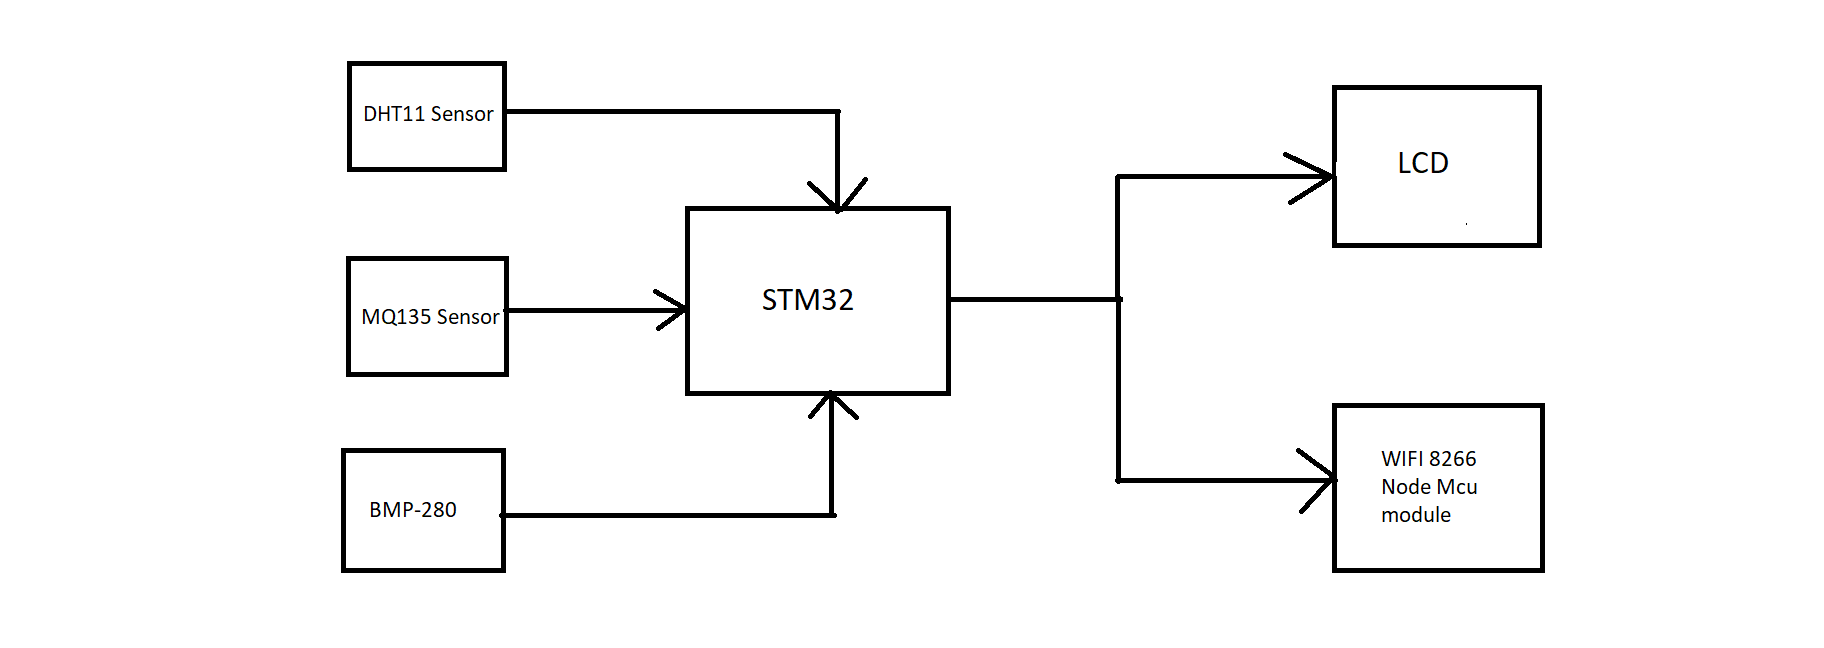 DHT11 Sensor
MQ135 Sensor
BMP-280
STM32
LCD
WIFI 8266
Node Mcu
module